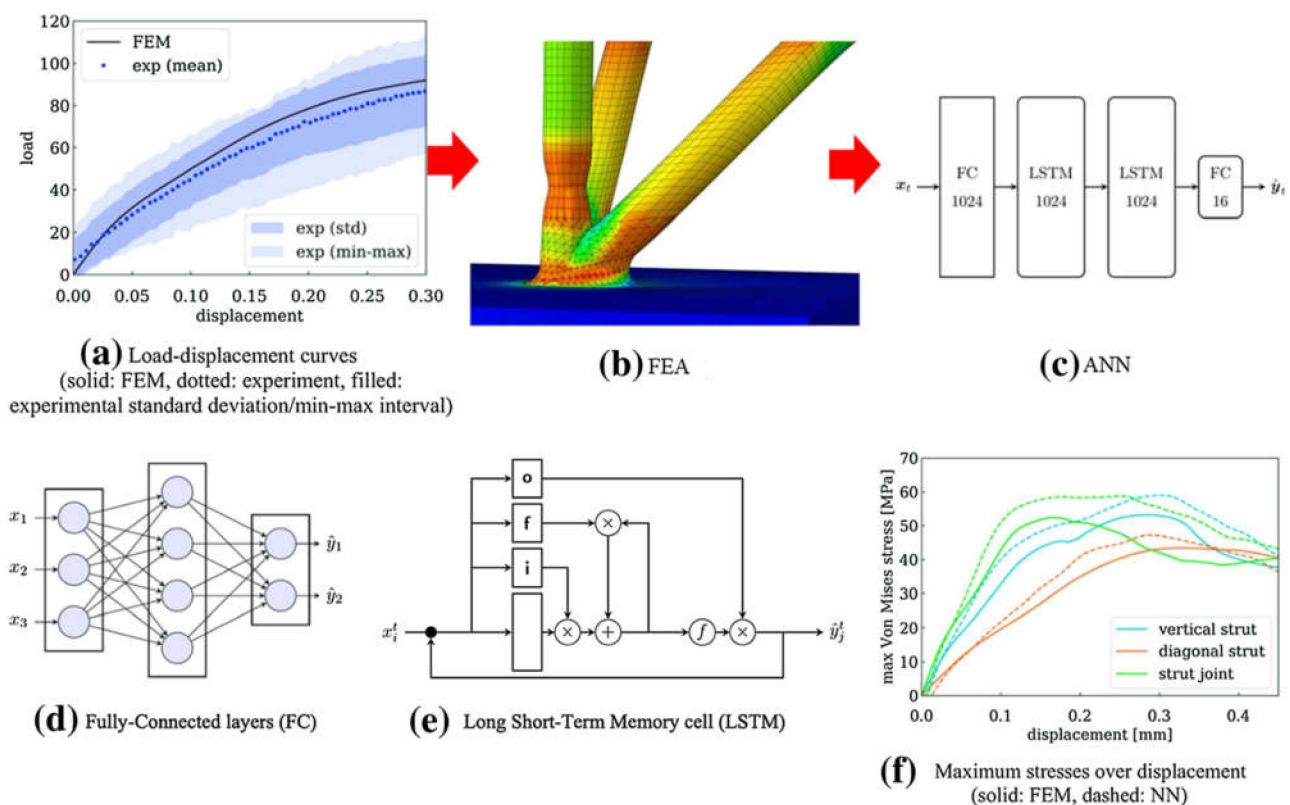 120
100
80
60
40
20
0
load
FEM
exp (mean)
exp (std)
exp (min-max)
0.00 0.05 0.10 0.15 0.20 0.25 0.30
displacement
(a) Load-displacement curves
(solid: FEM, dotted: experiment, filled:
experimental standard deviation/min-max interval)
(b) FEA
x_t
FC
1024
LSTM
1024
LSTM
1024
FC
16
ŷ_t
(c) ANN
x_1
x_2
x_3
ŷ_1
ŷ_2
(d) Fully-Connected layers (FC)
o
f
×
i
x_i^t
×
+
f
×
ŷ_j^t
(e) Long Short-Term Memory cell (LSTM)
70
60
50
40
30
20
10
0
max Von Mises stress [MPa]
vertical strut
diagonal strut
strut joint
0.0 0.1 0.2 0.3 0.4
displacement [mm]
(f) Maximum stresses over displacement
(solid: FEM, dashed: NN)